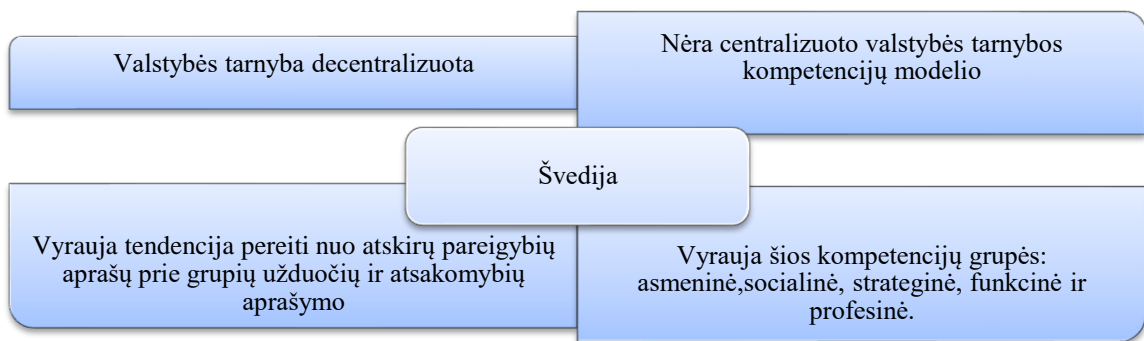 Valstybės tarnyba decentralizuota
Nėra centralizuoto valstybės tarnybos
kompetencijų modelio
Švedija
Vyrauja tendencija pereiti nuo atskirų pareigybių
aprašų prie grupių užduočių ir atsakomybių
aprašymo
Vyrauja šios kompetencijų grupės:
asmeninė,socialinė, strateginė, funkcinė ir
profesinė.